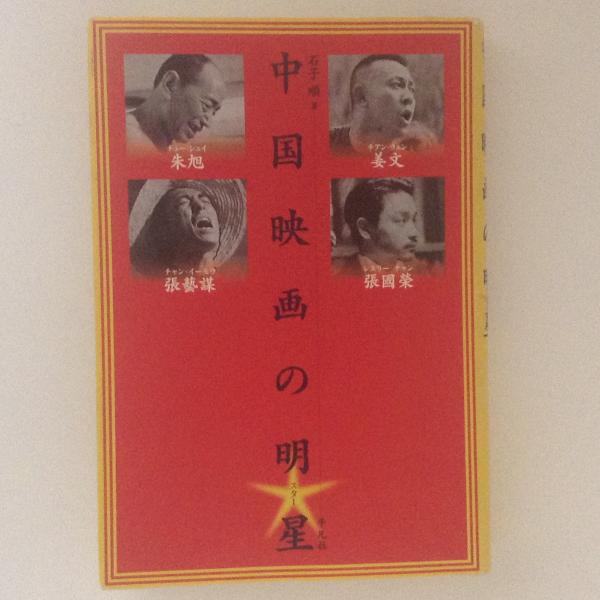 石子順 著
中国映画の明星
スター
平凡社
チュー・シュイ
朱旭
チアン・ウェン
姜文
チャン・イーモウ
張藝謀
レスリー・チャン
張國榮